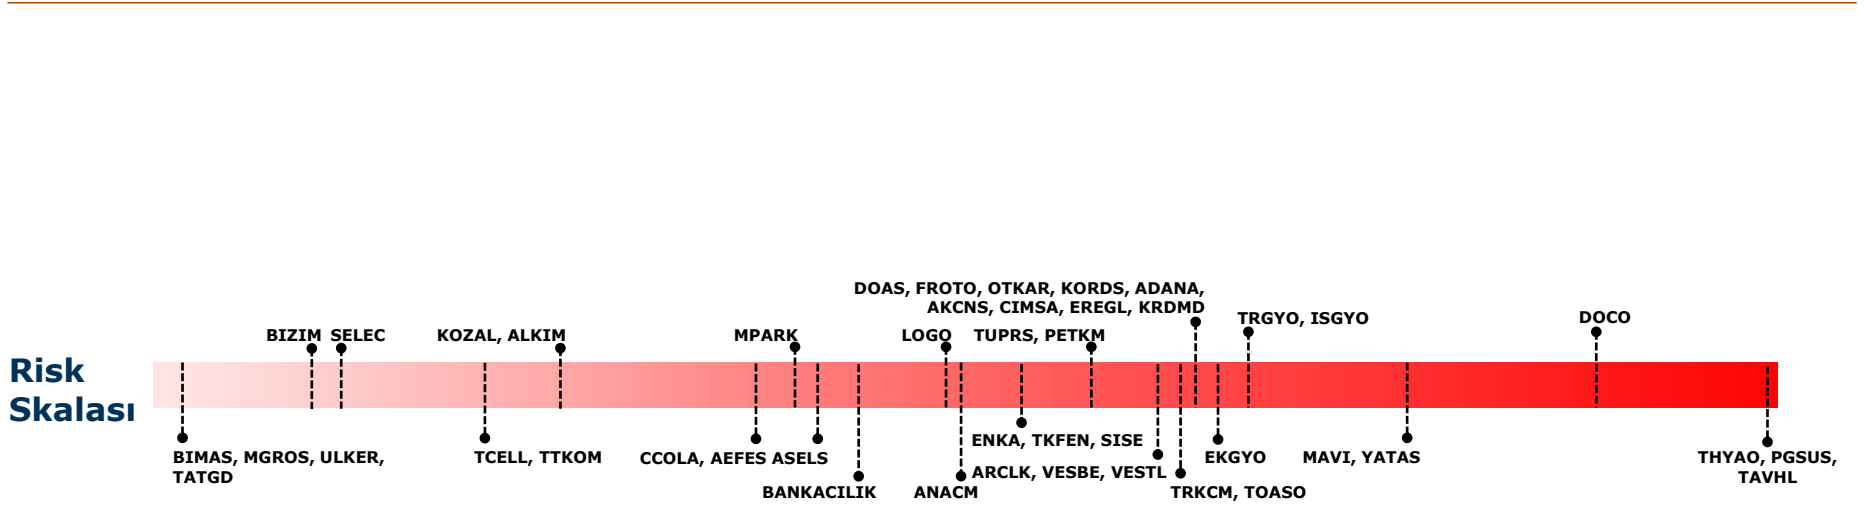 DOAS, FROTO, OTKAR, KORDS, ADANA,
AKCNS, CIMSA, EREGL, KRDMD
TRGYO, ISGYO
DOCO
BIZIM
SELEC
KOZAL, ALKIM
MPARK
LOGO
TUPRS, PETKM
Risk
Skalası
BIMAS, MGROS, ULKER,
TATGD
TCELL, TTKOM
CCOLA, AEFES
ASELS
BANKACILIK
ANACM
ENKA, TKFEN, SISE
ARCLK, VESBE, VESTL
TRKCM, TOASO
EKGYO
MAVI, YATAS
THYAO, PGSUS,
TAVHL